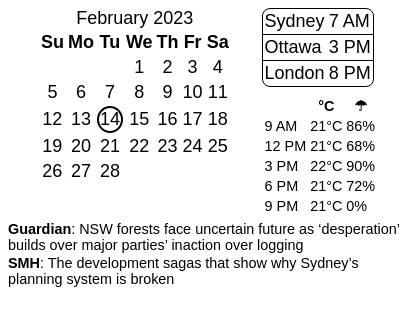 February 2023
Su Mo Tu We Th Fr Sa
1 2 3 4
5 6 7 8 9 10 11
12 13 14 15 16 17 18
19 20 21 22 23 24 25
26 27 28
Sydney 7 AM
Ottawa 3 PM
London 8 PM
°C ☂
9 AM 21°C 86%
12 PM 21°C 68%
3 PM 22°C 90%
6 PM 21°C 72%
9 PM 21°C 0%
Guardian: NSW forests face uncertain future as ‘desperation’
builds over major parties’ inaction over logging
SMH: The development sagas that show why Sydney’s
planning system is broken